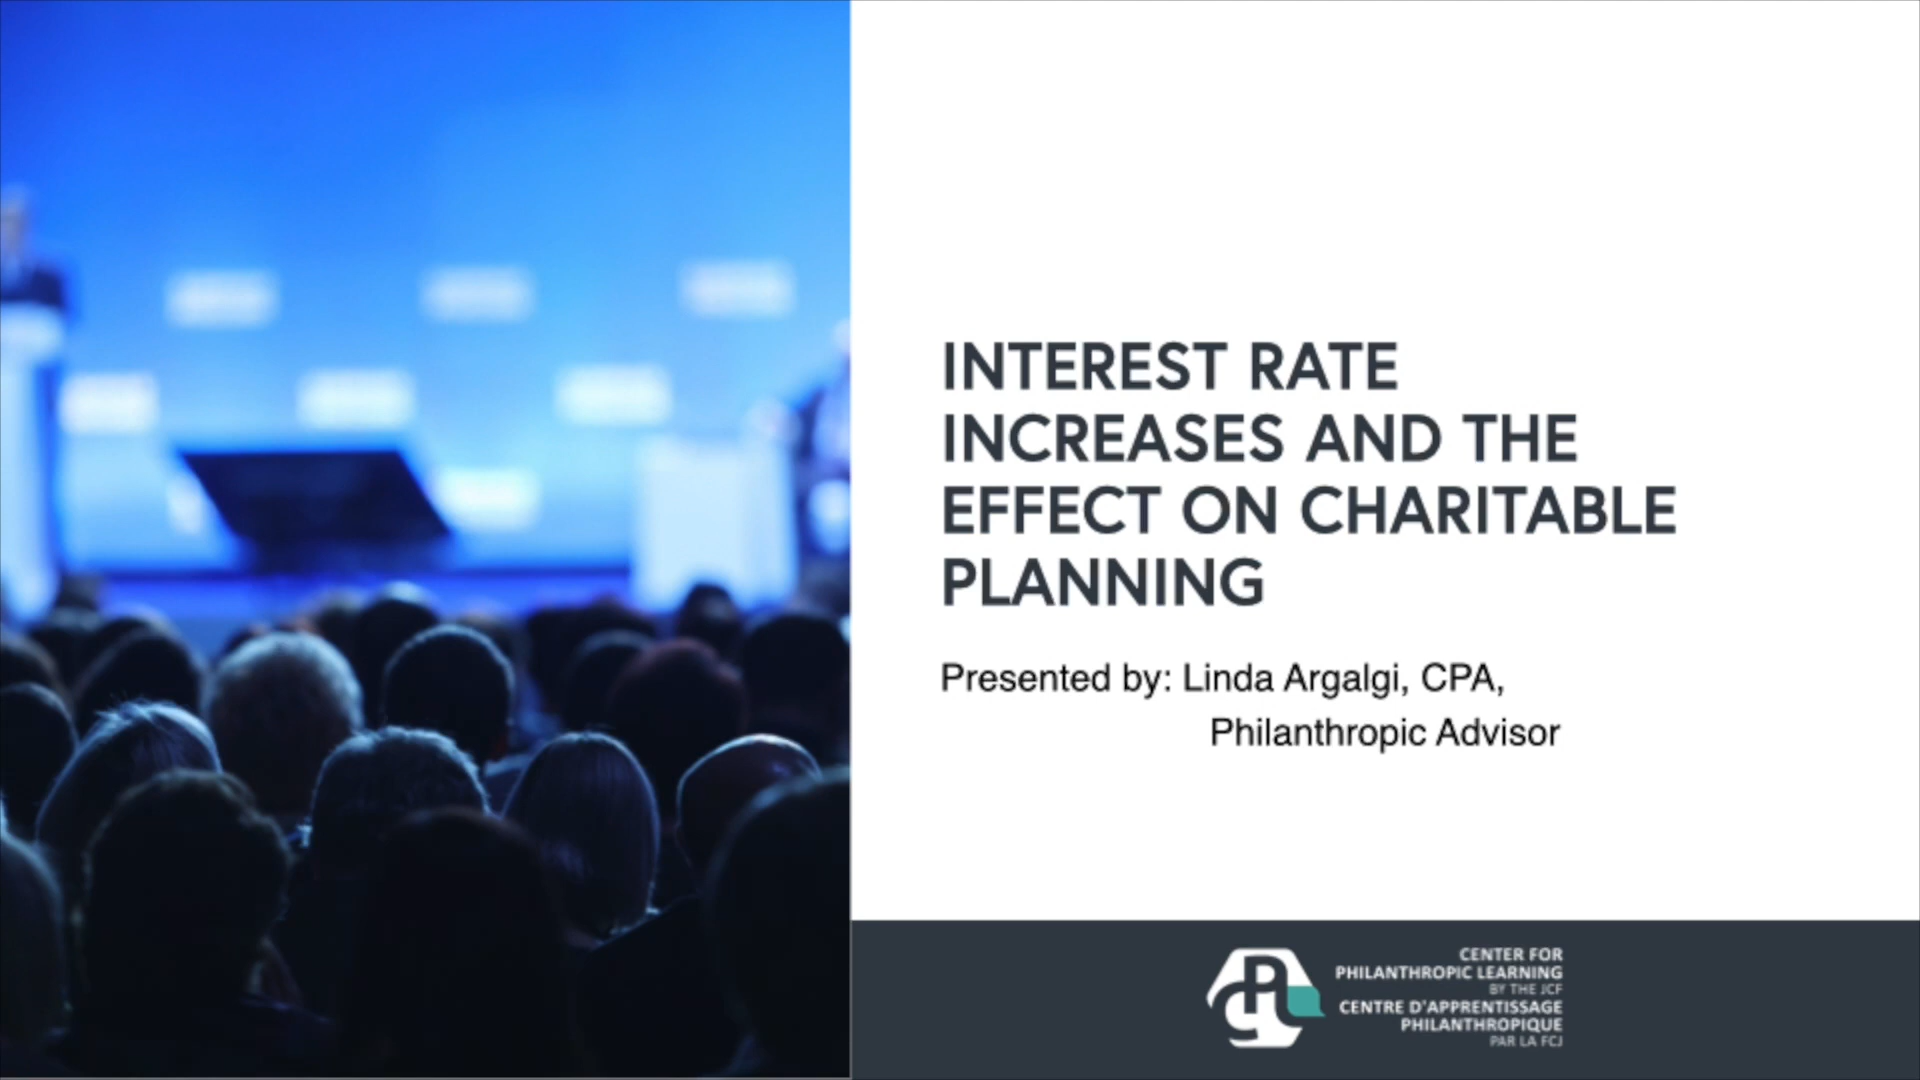 INTEREST RATE
INCREASES AND THE
EFFECT ON CHARITABLE
PLANNING
Presented by: Linda Argalgi, CPA,
Philanthropic Advisor
CENTER FOR
PHILANTHROPIC LEARNING
BY THE JCF
CENTRE D'APPRENTISSAGE
PHILANTHROPIQUE
PAR LA FCJ